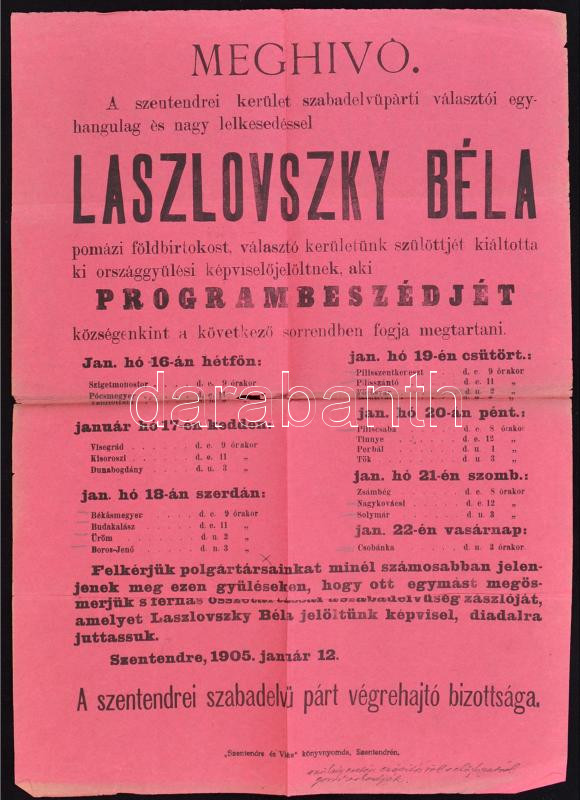 MEGHIVÓ.
A szentendrei kerület szabadelvüpárti választói egy-
hangulag és nagy lelkesedéssel
LASZLOVSZKY BÉLA
pomázi földbirtokost, választó kerületünk szülöttjét kiáltotta
ki országgyülési képviselőjelöltnek, aki
PROGRAMBESZÉDJÉT
községenkint a következő sorrendben fogja megtartani.
Jan. hó 16-án hétfőn:
Szigetmonostor . . . . d. e. 9 órakor
Pócsmegyer
január hó 17-én kedden:
Visegrád . . . . d. e. 9 órakor
Kisoroszi . . . . d. e. 11 „
Dunabogdány . . . . d. u. 3 „
jan. hó 18-án szerdán:
Békásmegyer . . . . d. e. 9 órakor
Budakalász . . . . d. e. 11 „
Üröm . . . . d. u. 2 „
Boros-Jenő . . . . d. u. 3 „
jan. hó 19-én csütört.:
Pilisszentkereszt . . d. e. 9 órakor
Pilisszántó . . . . d. e. 11 „
d. u. 2 „
jan. hó 20-án pént.:
Piliscsaba . . . . d. e. 8 órakor
Tinnye . . . . d. e. 12 „
Perbál . . . . d. u. 1 „
Tök . . . . d. u. 3 „
jan. hó 21-én szomb.:
Zsámbég . . . . d. e. 8 órakor
Nagykovácsi . . . . d. e. 12 „
Solymár . . . . d. u. 3 „
jan. 22-én vasárnap:
Csobánka . . . . d. u. 3 órakor
Felkérjük polgártársainkat minél számosabban jelen-
jenek meg ezen gyüléseken, hogy ott egymást megös-
merjük s szabadelvüség zászlóját,
amelyet Laszlovszky Béla jelöltünk képvisel, diadalra
juttassuk.
Szentendre, 1905. január 12.
A szentendrei szabadelvü párt végrehajtó bizottsága.
„Szentendre és Vidéke" könyvnyomda, Szentendrén.
darabanth